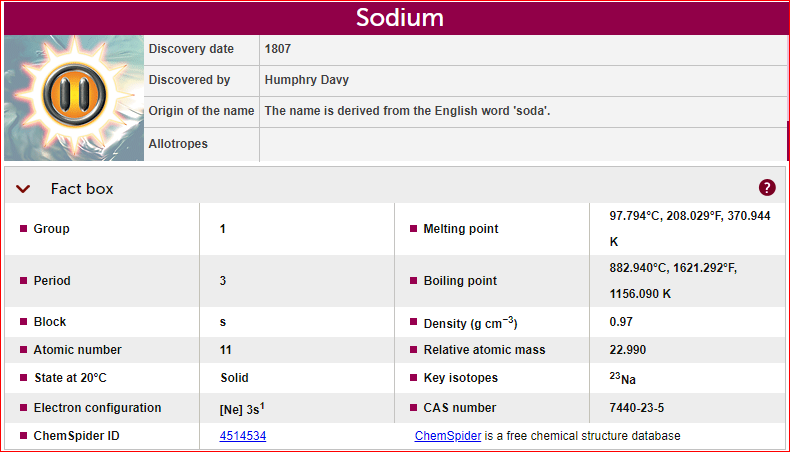 Sodium
Discovery date 1807
Discovered by Humphry Davy
Origin of the name The name is derived from the English word 'soda'.
Allotropes
Fact box ?
Group 1 Melting point 97.794°C, 208.029°F, 370.944
K
Period 3 Boiling point 882.940°C, 1621.292°F,
1156.090 K
Block s Density (g cm⁻³) 0.97
Atomic number 11 Relative atomic mass 22.990
State at 20°C Solid Key isotopes ²³Na
Electron configuration [Ne] 3s¹ CAS number 7440-23-5
ChemSpider ID 4514534 ChemSpider is a free chemical structure database